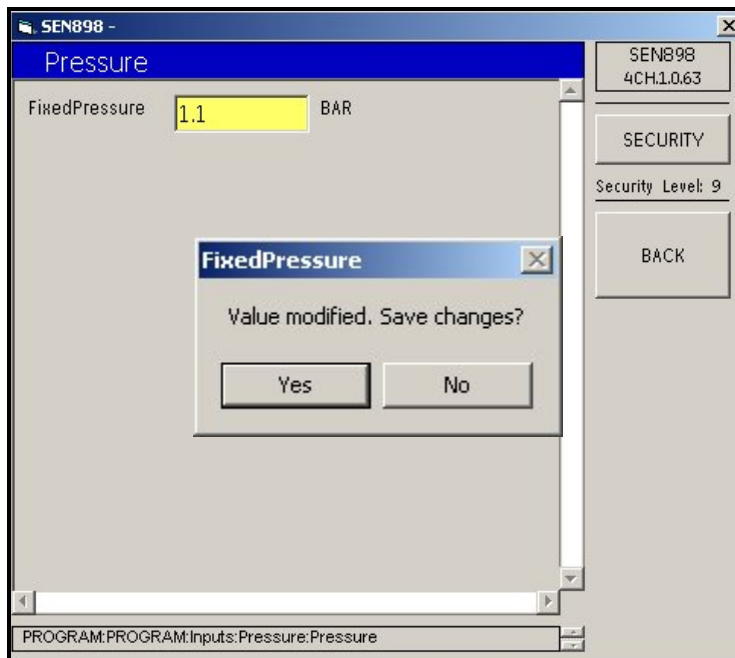 SEN898 -
Pressure
SEN898
4CH.1.0.63
FixedPressure 1.1 BAR
SECURITY
Security Level: 9
BACK
FixedPressure
Value modified. Save changes?
Yes No
PROGRAM:PROGRAM:Inputs:Pressure:Pressure